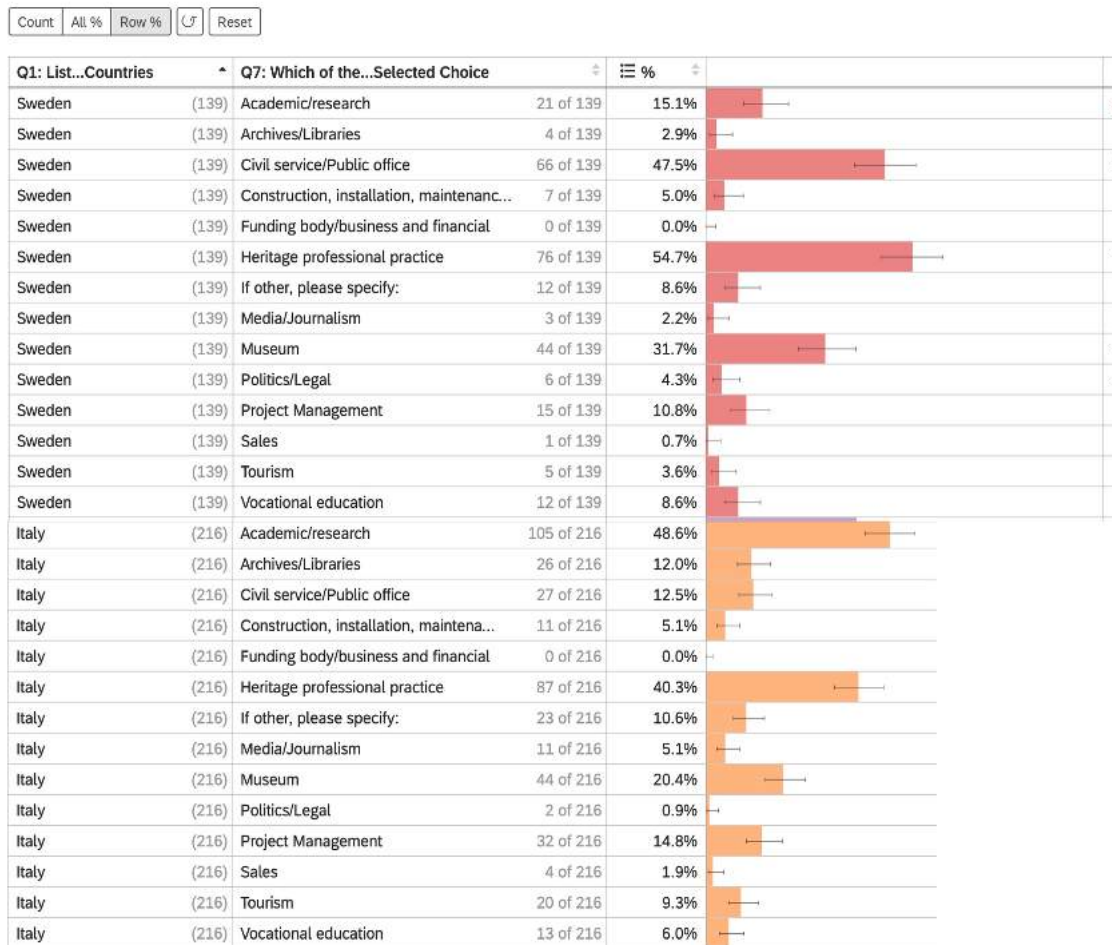 Count All % Row % Reset
Q1: List...Countries Q7: Which of the...Selected Choice %
Sweden (139) Academic/research 21 of 139 15.1%
Sweden (139) Archives/Libraries 4 of 139 2.9%
Sweden (139) Civil service/Public office 66 of 139 47.5%
Sweden (139) Construction, installation, maintenanc... 7 of 139 5.0%
Sweden (139) Funding body/business and financial 0 of 139 0.0%
Sweden (139) Heritage professional practice 76 of 139 54.7%
Sweden (139) If other, please specify: 12 of 139 8.6%
Sweden (139) Media/Journalism 3 of 139 2.2%
Sweden (139) Museum 44 of 139 31.7%
Sweden (139) Politics/Legal 6 of 139 4.3%
Sweden (139) Project Management 15 of 139 10.8%
Sweden (139) Sales 1 of 139 0.7%
Sweden (139) Tourism 5 of 139 3.6%
Sweden (139) Vocational education 12 of 139 8.6%
Italy (216) Academic/research 105 of 216 48.6%
Italy (216) Archives/Libraries 26 of 216 12.0%
Italy (216) Civil service/Public office 27 of 216 12.5%
Italy (216) Construction, installation, maintena... 11 of 216 5.1%
Italy (216) Funding body/business and financial 0 of 216 0.0%
Italy (216) Heritage professional practice 87 of 216 40.3%
Italy (216) If other, please specify: 23 of 216 10.6%
Italy (216) Media/Journalism 11 of 216 5.1%
Italy (216) Museum 44 of 216 20.4%
Italy (216) Politics/Legal 2 of 216 0.9%
Italy (216) Project Management 32 of 216 14.8%
Italy (216) Sales 4 of 216 1.9%
Italy (216) Tourism 20 of 216 9.3%
Italy (216) Vocational education 13 of 216 6.0%